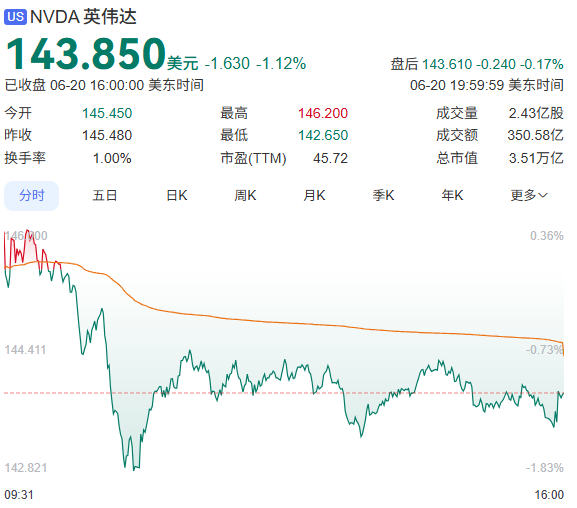 US NVDA 英伟达
143.850美元 -1.630 -1.12% 盘后 143.610 -0.240 -0.17%
已收盘 06-20 16:00:00 美东时间 06-20 19:59:59 美东时间
今开 145.450 最高 146.200 成交量 2.43亿股
昨收 145.480 最低 142.650 成交额 350.58亿
换手率 1.00% 市盈(TTM) 45.72 总市值 3.51万亿
分时 五日 日K 周K 月K 季K 年K 更多
146.000 0.36%
144.411 -0.73%
142.821 -1.83%
09:31 16:00